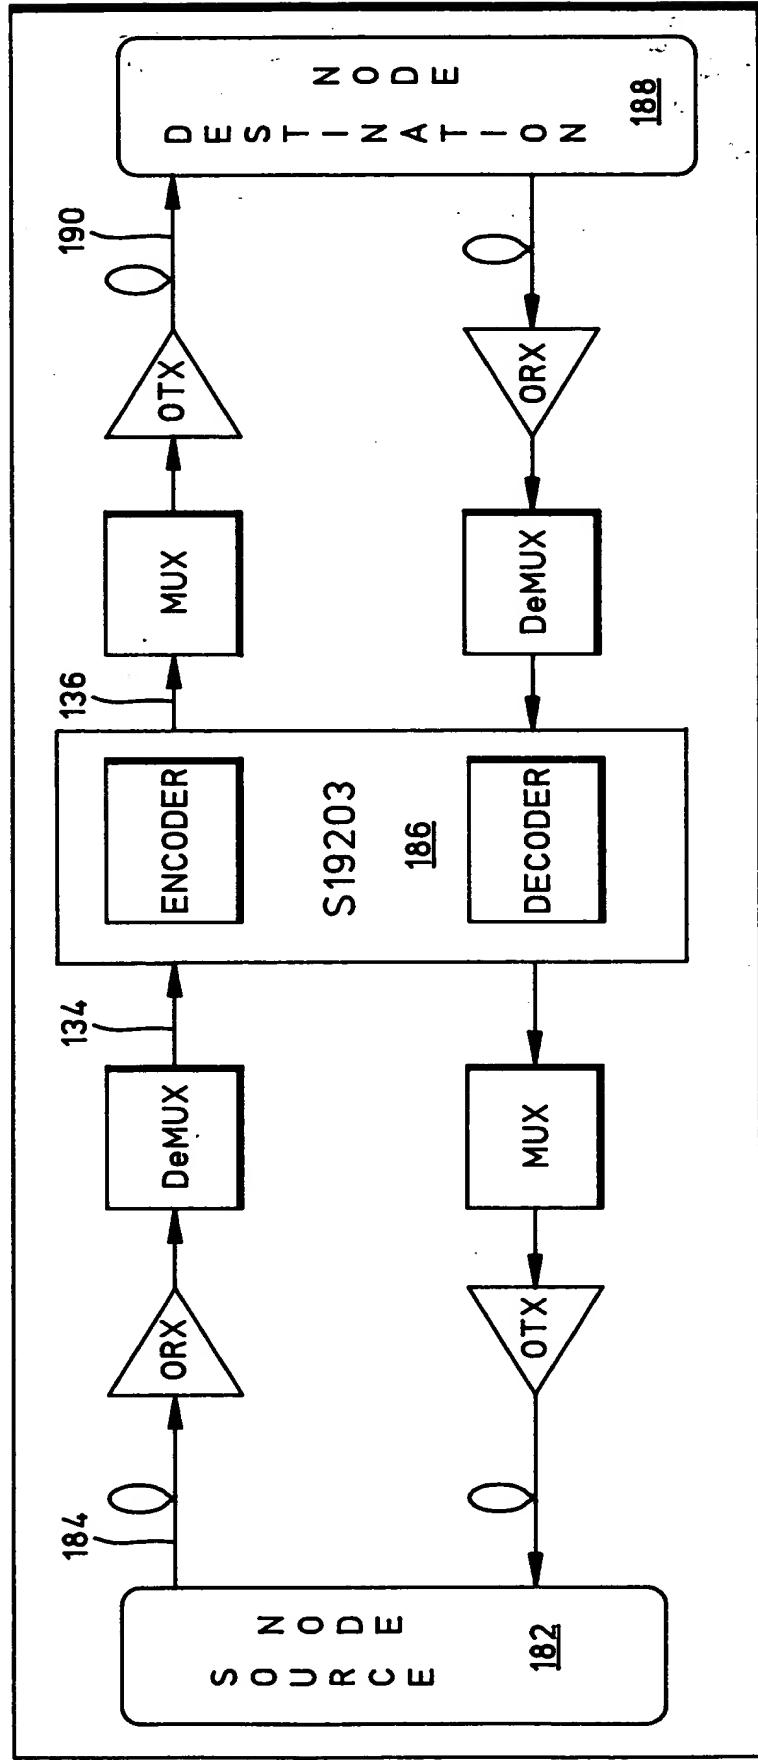 SOURCE
NODE
182
184
ORX
DeMUX
134
ENCODER
136
MUX
OTX
190
S19203
186
OTX
MUX
DECODER
DeMUX
ORX
DESTINATION
NODE
188